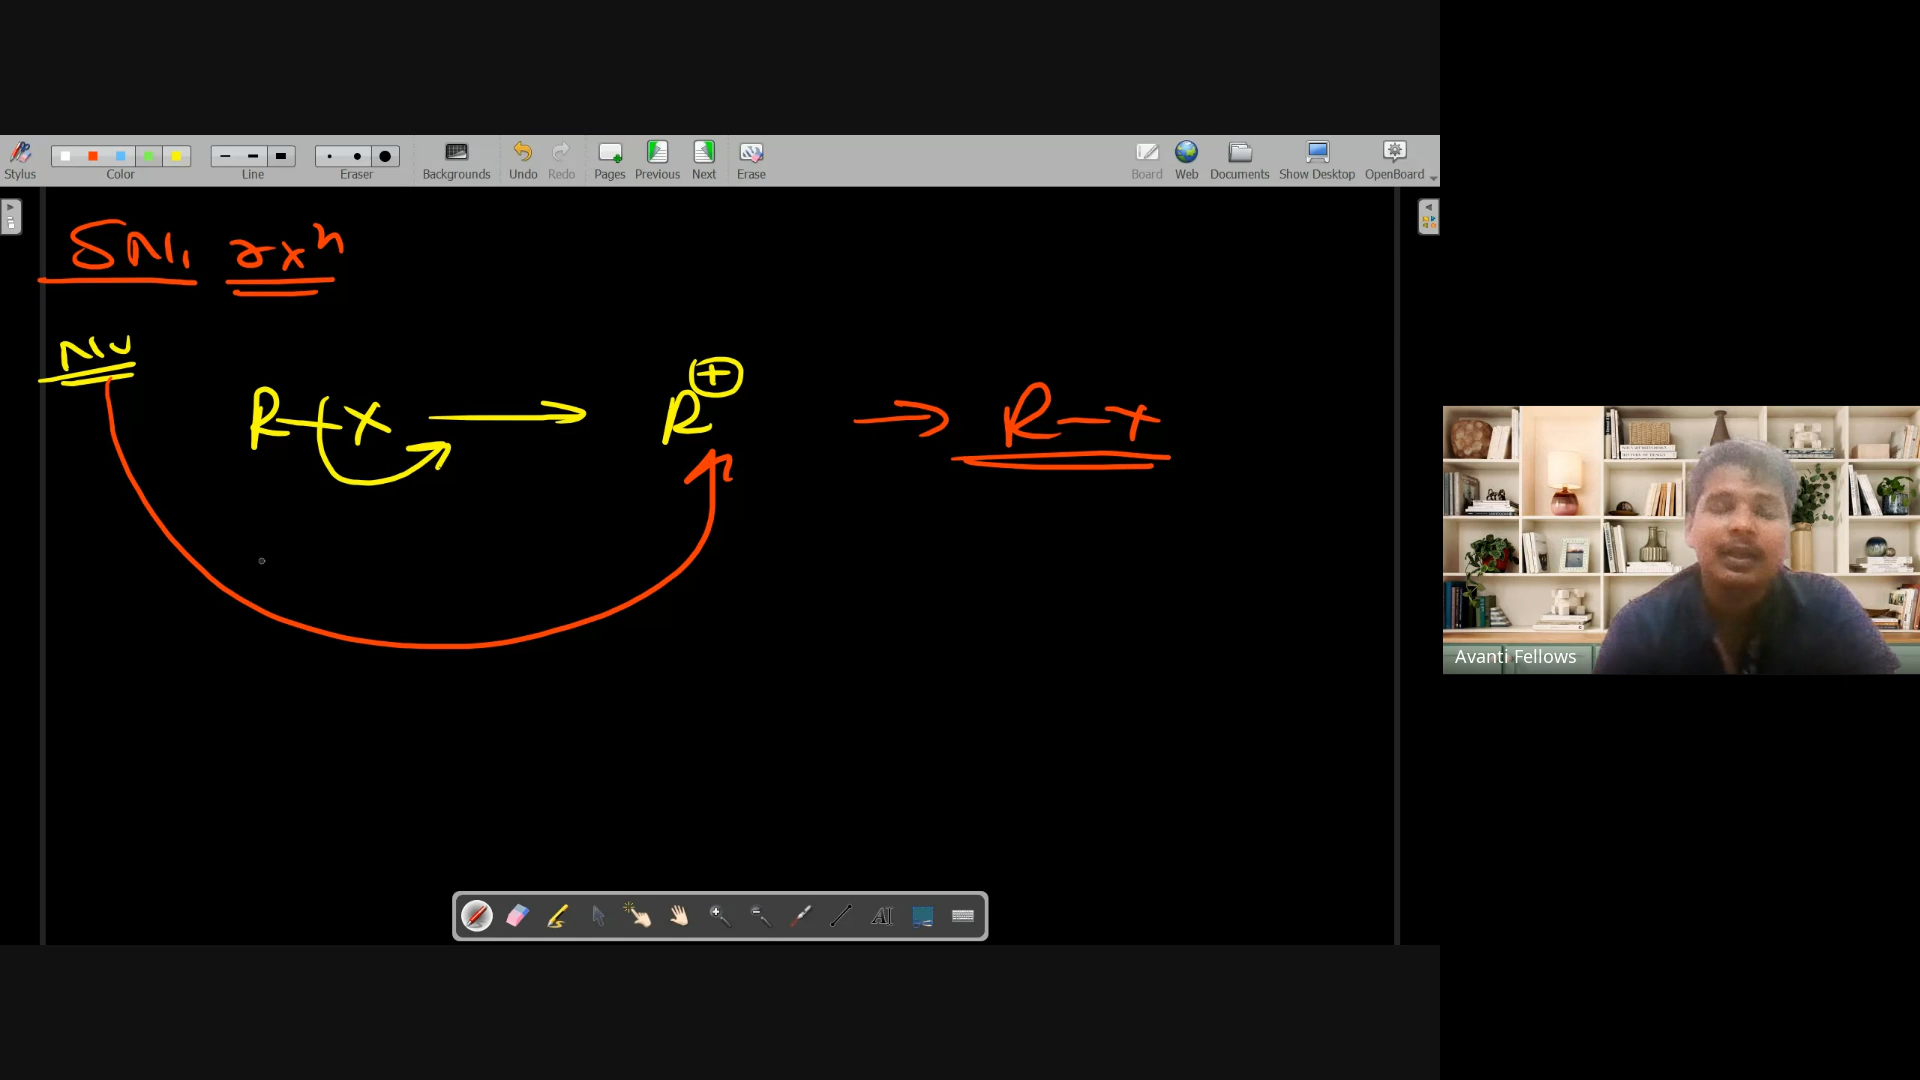 Stylus Color Line Eraser Backgrounds Undo Redo Pages Previous Next Erase Board Web Documents Show Desktop OpenBoard
SN1 rxn
Nu
R-X → R⊕ → R-x
AI
Avanti Fellows